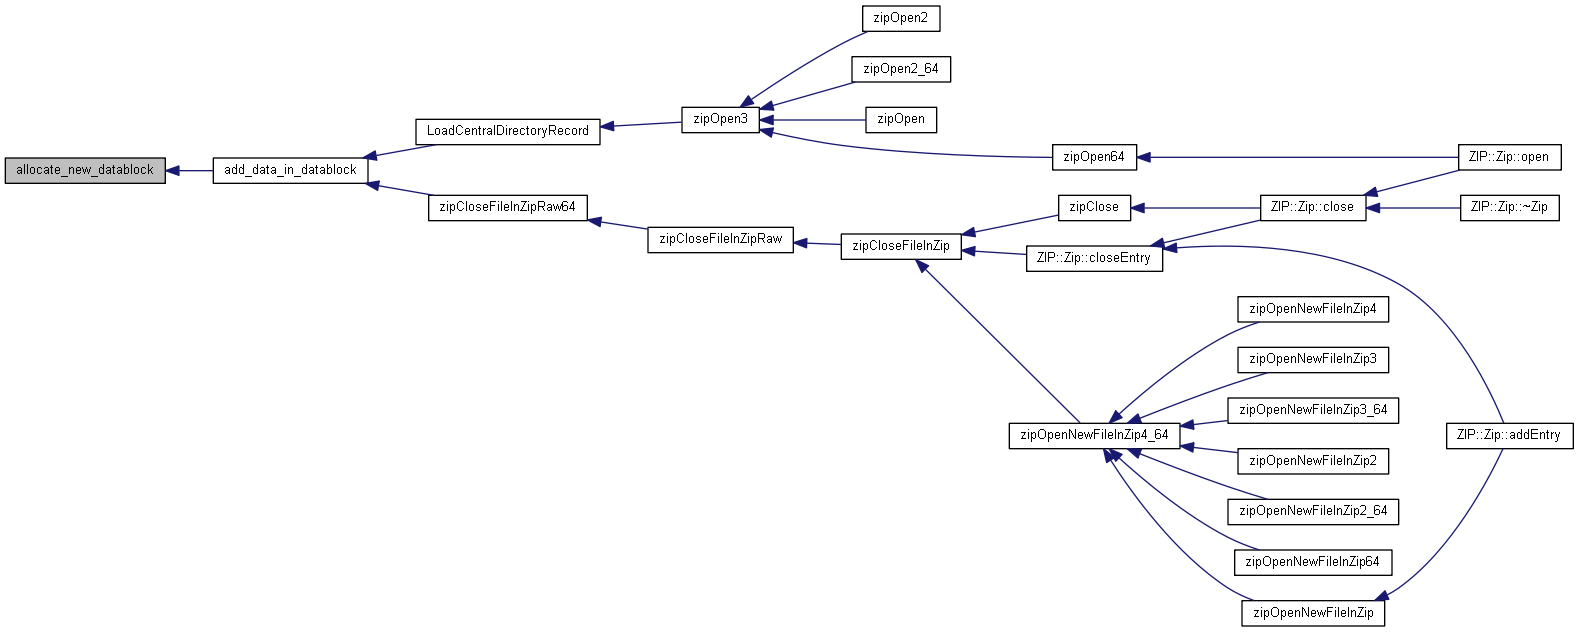 zipOpen2
zipOpen2_64
zipOpen
zipOpen3
LoadCentralDirectoryRecord
zipOpen64
ZIP::Zip::open
allocate_new_datablock
add_data_in_datablock
zipCloseFileInZipRaw64
zipClose
ZIP::Zip::close
ZIP::Zip::~Zip
zipCloseFileInZipRaw
zipCloseFileInZip
ZIP::Zip::closeEntry
zipOpenNewFileInZip4
zipOpenNewFileInZip3
zipOpenNewFileInZip3_64
zipOpenNewFileInZip4_64
ZIP::Zip::addEntry
zipOpenNewFileInZip2
zipOpenNewFileInZip2_64
zipOpenNewFileInZip64
zipOpenNewFileInZip